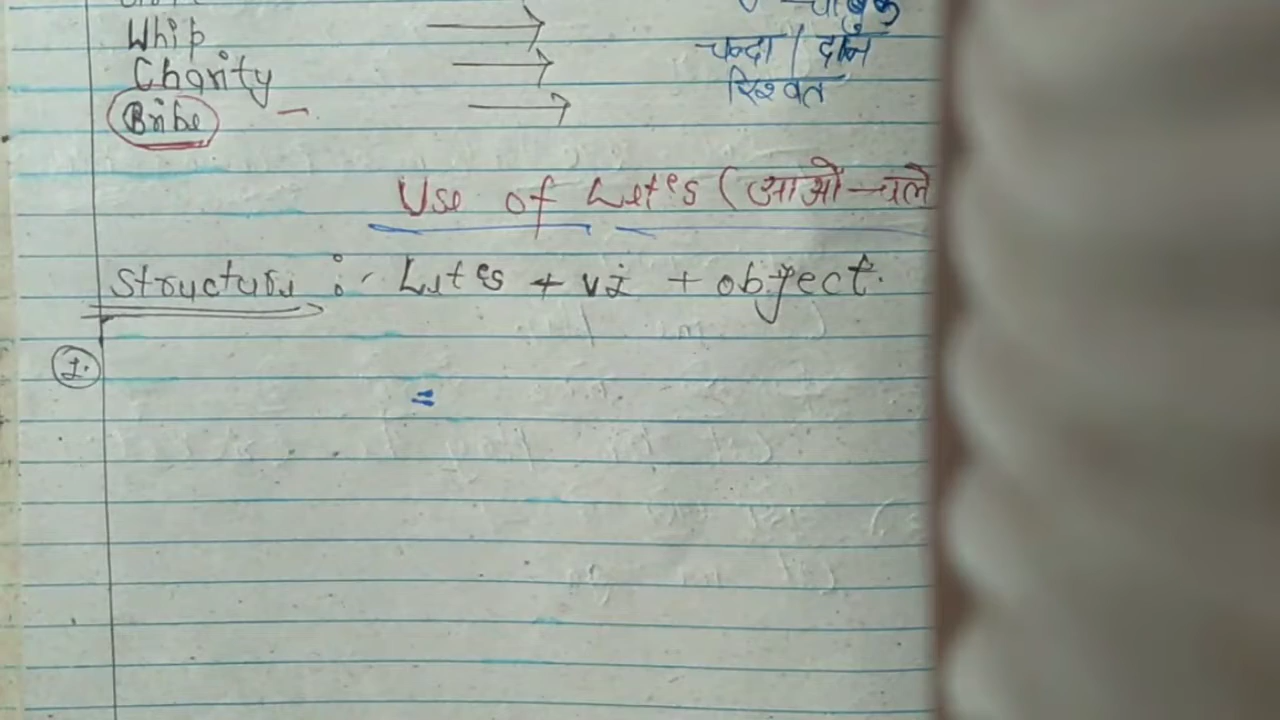 चाबुक
Whip →
Charity → चन्दा / दान
Bribe - → रिश्वत
Use of Let's (आओ-चले
Structure :- Let's + v1 + object.
1.
=